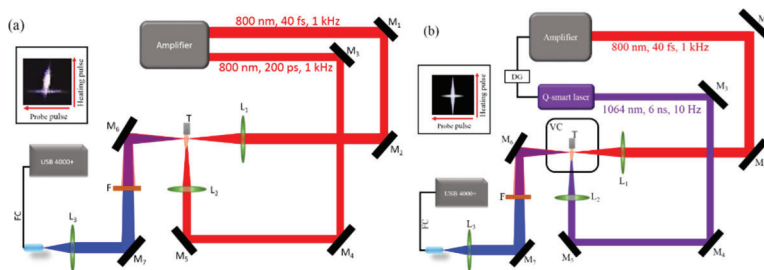 (a)
800 nm, 40 fs, 1 kHz
M1
Amplifier
M3
800 nm, 200 ps, 1 kHz
Heating pulse
Probe pulse
T
L1
M6
M2
USB 4000+
F
L2
FC
L3
M7
M5
M4
(b)
M
Amplifier
800 nm, 40 fs, 1 kHz
DG
Q-smart laser
M3
1064 nm, 6 ns, 10 Hz
Heating pulse
Probe pulse
VC
T
M6
L1
M
USB 4000+
F
L2
FC
L3
M7
M5
M4